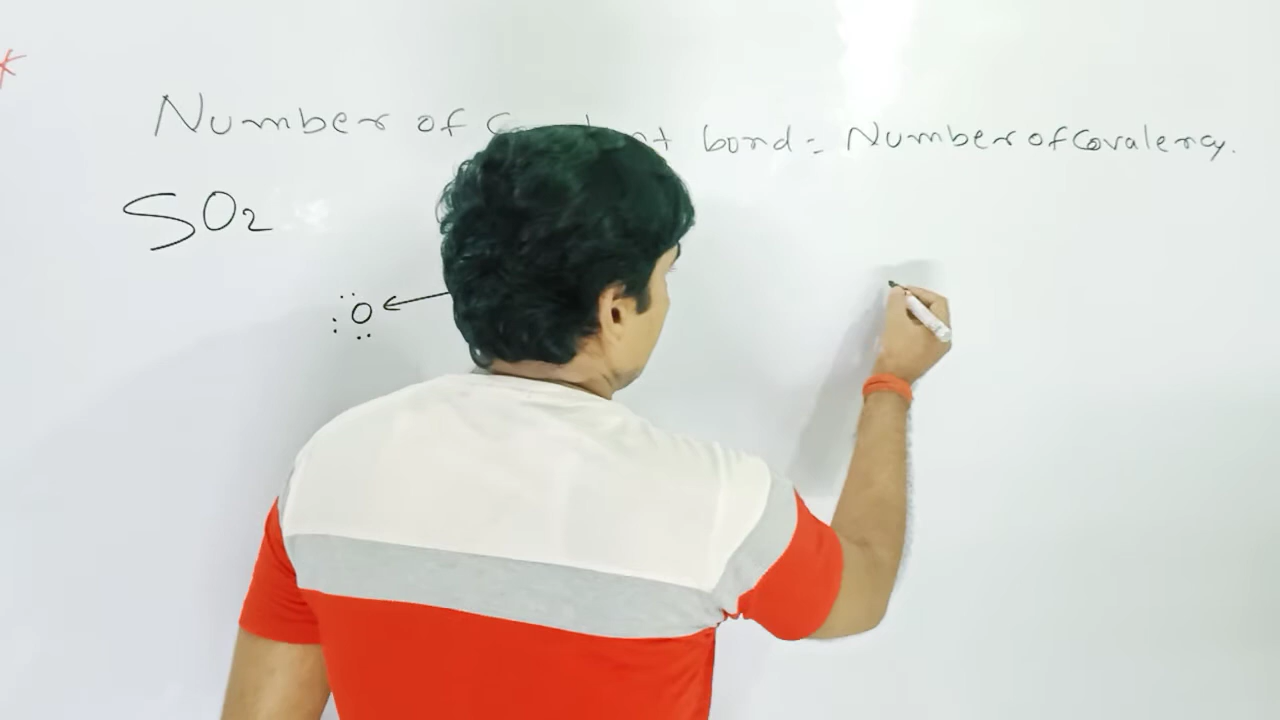 Number of bond = Number of Covalency.
SO2
:O ←